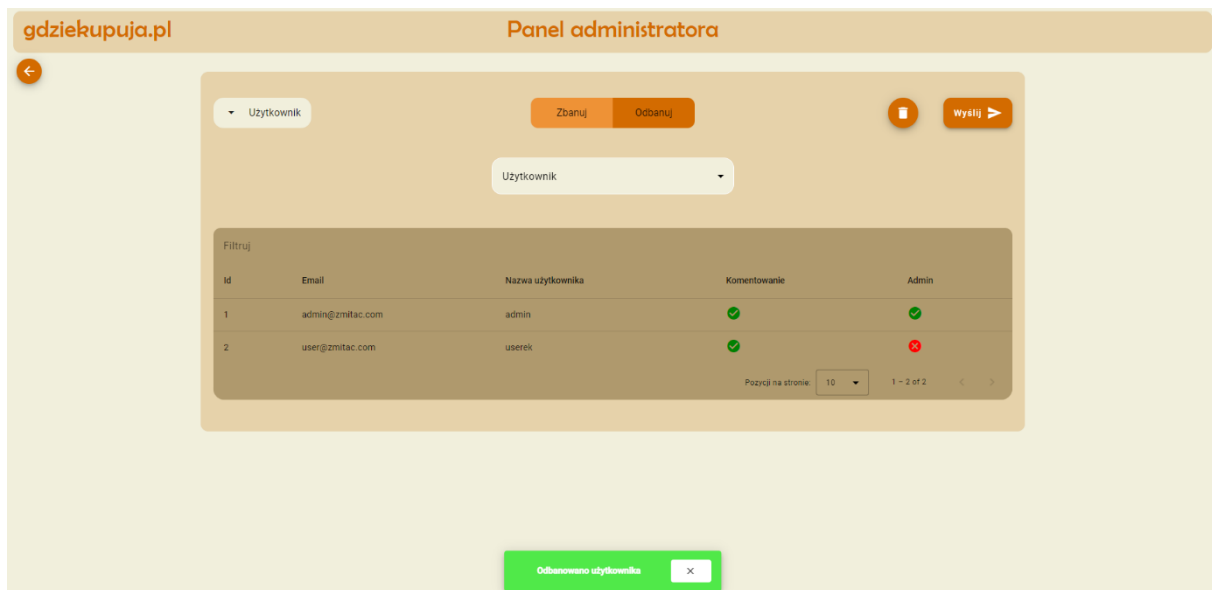 gdziekupuja.pl Panel administratora
Użytkownik Zbanuj Odbanuj Wyślij
Użytkownik
Filtruj
Id Email Nazwa użytkownika Komentowanie Admin
1 admin@zmitac.com admin
2 user@zmitac.com userek
Pozycji na stronie: 10 1 – 2 of 2
Odbanowano użytkownika